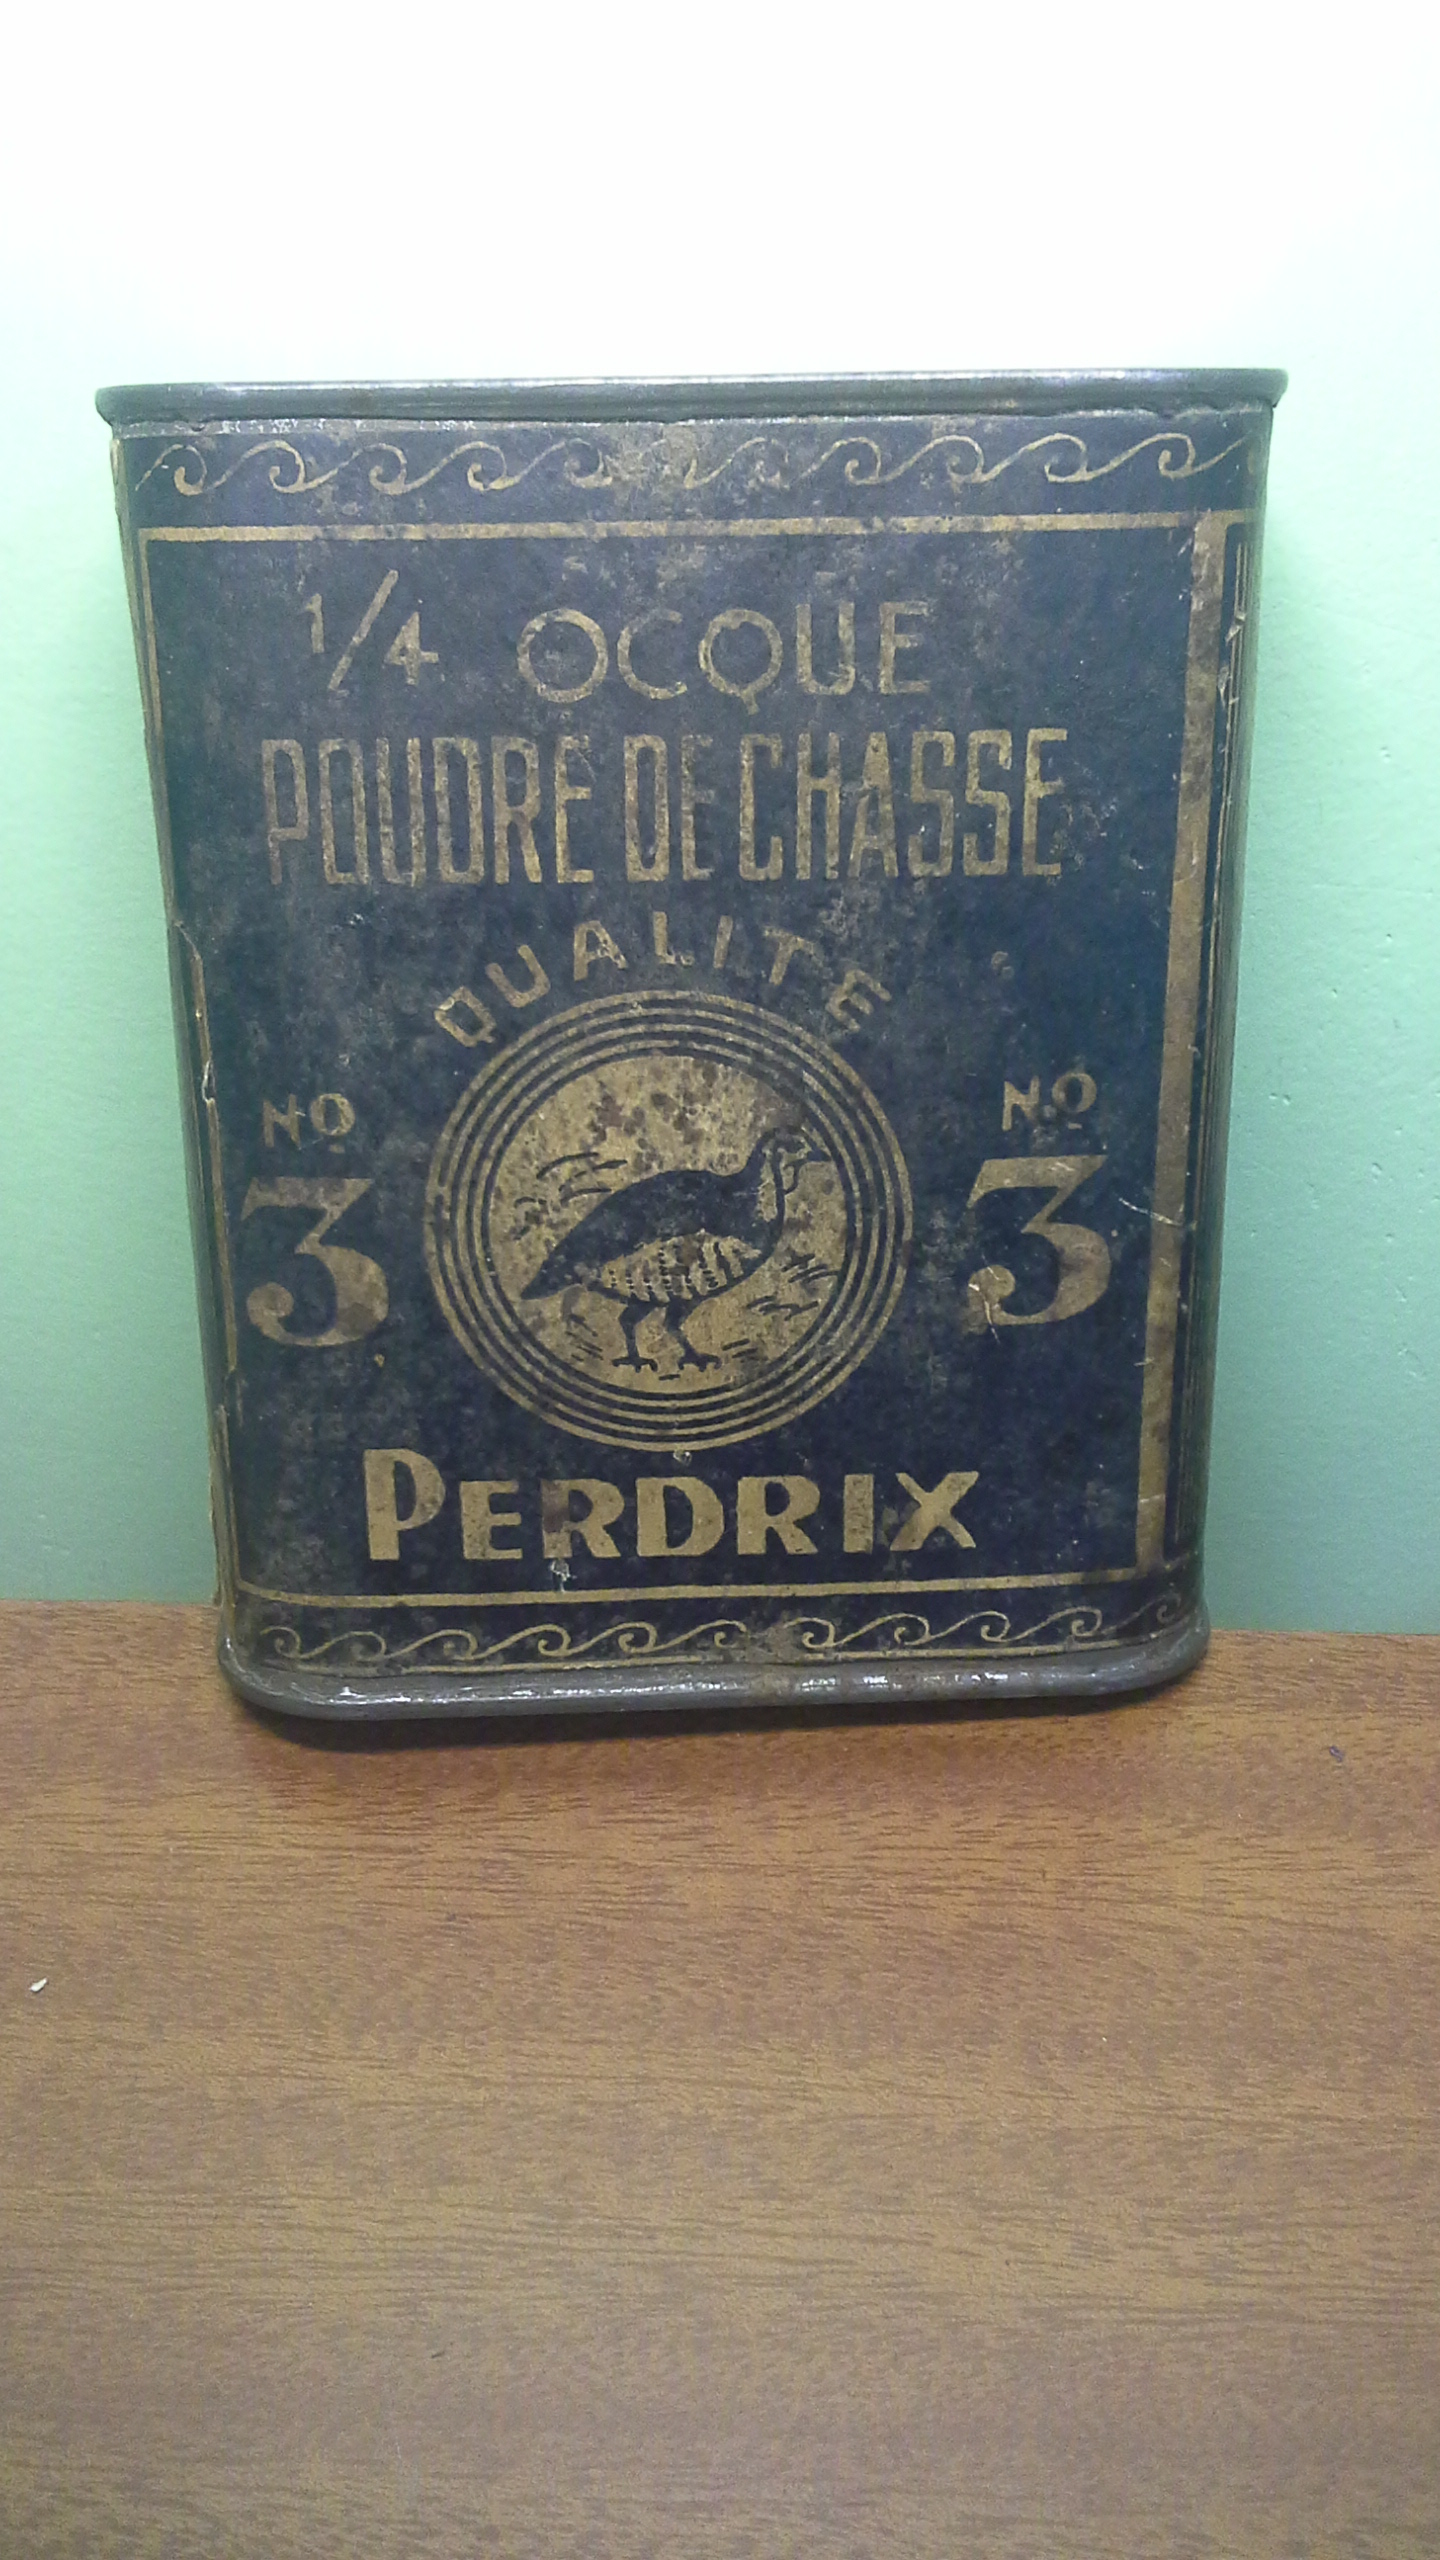 1/4 OCQUE
POUDRE DE CHASSE
QUALITE
NO NO
3 3
PERDRIX